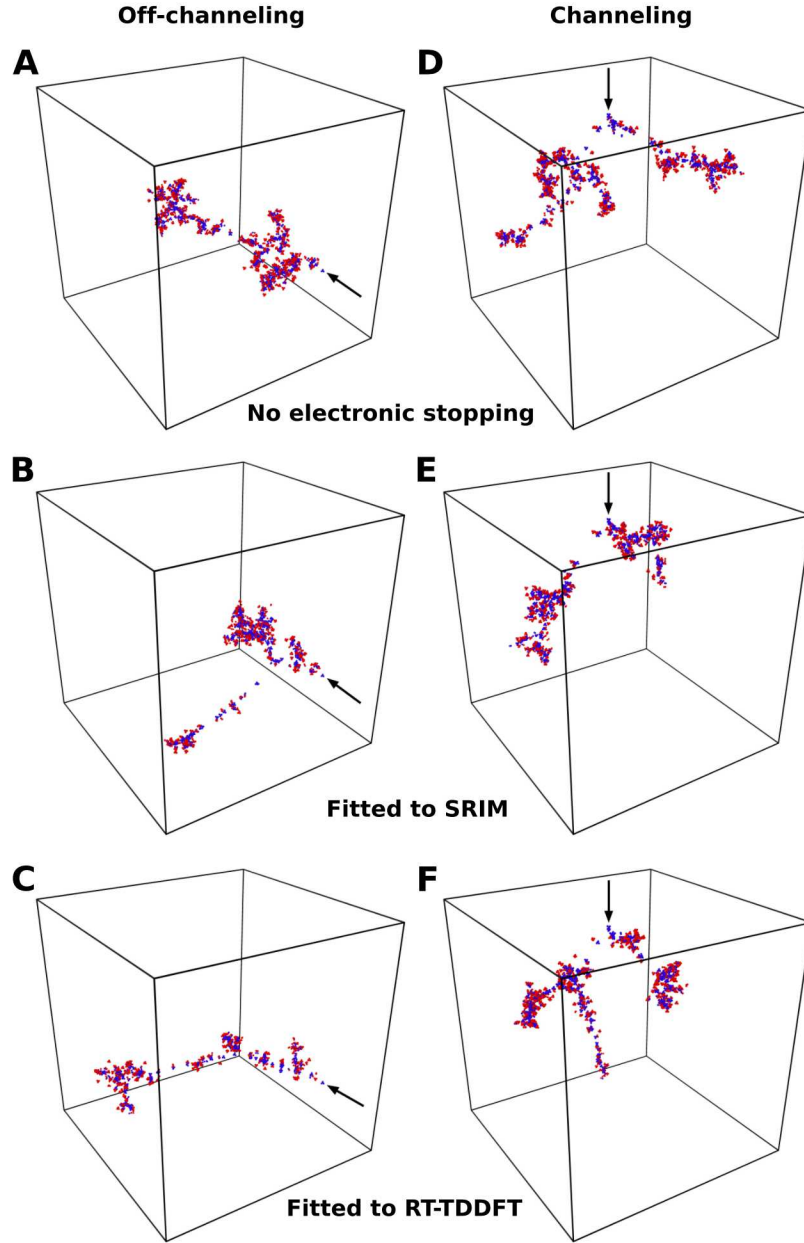 Off-channeling
Channeling
A
D
No electronic stopping
B
E
Fitted to SRIM
C
F
Fitted to RT-TDDFT